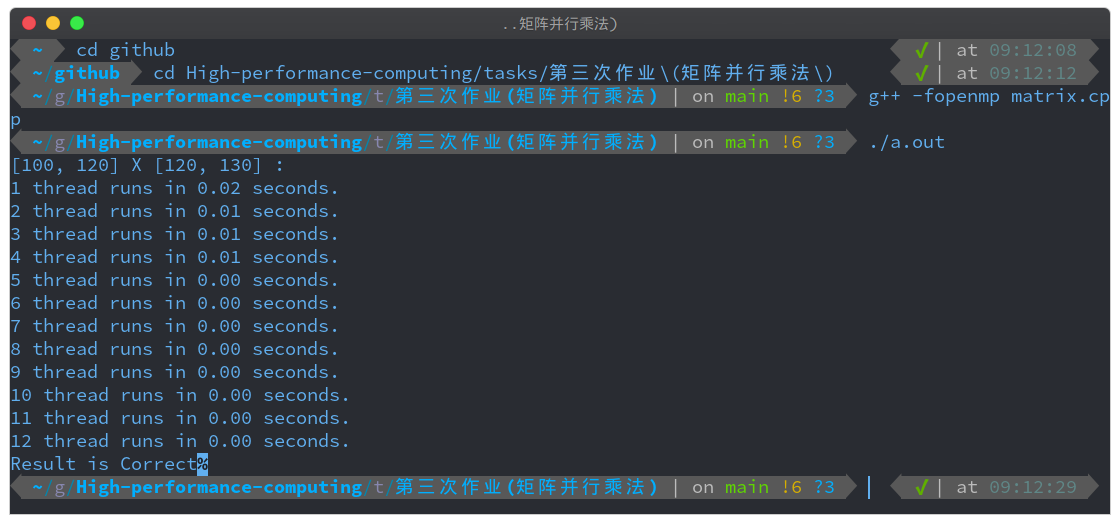 ..矩阵并行乘法)
~ cd github ✓ | at 09:12:08
~/github cd High-performance-computing/tasks/第三次作业\(矩阵并行乘法\) ✓ | at 09:12:12
~/g/High-performance-computing/t/第三次作业(矩阵并行乘法) | on main !6 ?3 g++ -fopenmp matrix.cp
p
~/g/High-performance-computing/t/第三次作业(矩阵并行乘法) | on main !6 ?3 ./a.out
[100, 120] X [120, 130] :
1 thread runs in 0.02 seconds.
2 thread runs in 0.01 seconds.
3 thread runs in 0.01 seconds.
4 thread runs in 0.01 seconds.
5 thread runs in 0.00 seconds.
6 thread runs in 0.00 seconds.
7 thread runs in 0.00 seconds.
8 thread runs in 0.00 seconds.
9 thread runs in 0.00 seconds.
10 thread runs in 0.00 seconds.
11 thread runs in 0.00 seconds.
12 thread runs in 0.00 seconds.
Result is Correct%
~/g/High-performance-computing/t/第三次作业(矩阵并行乘法) | on main !6 ?3 ✓ | at 09:12:29